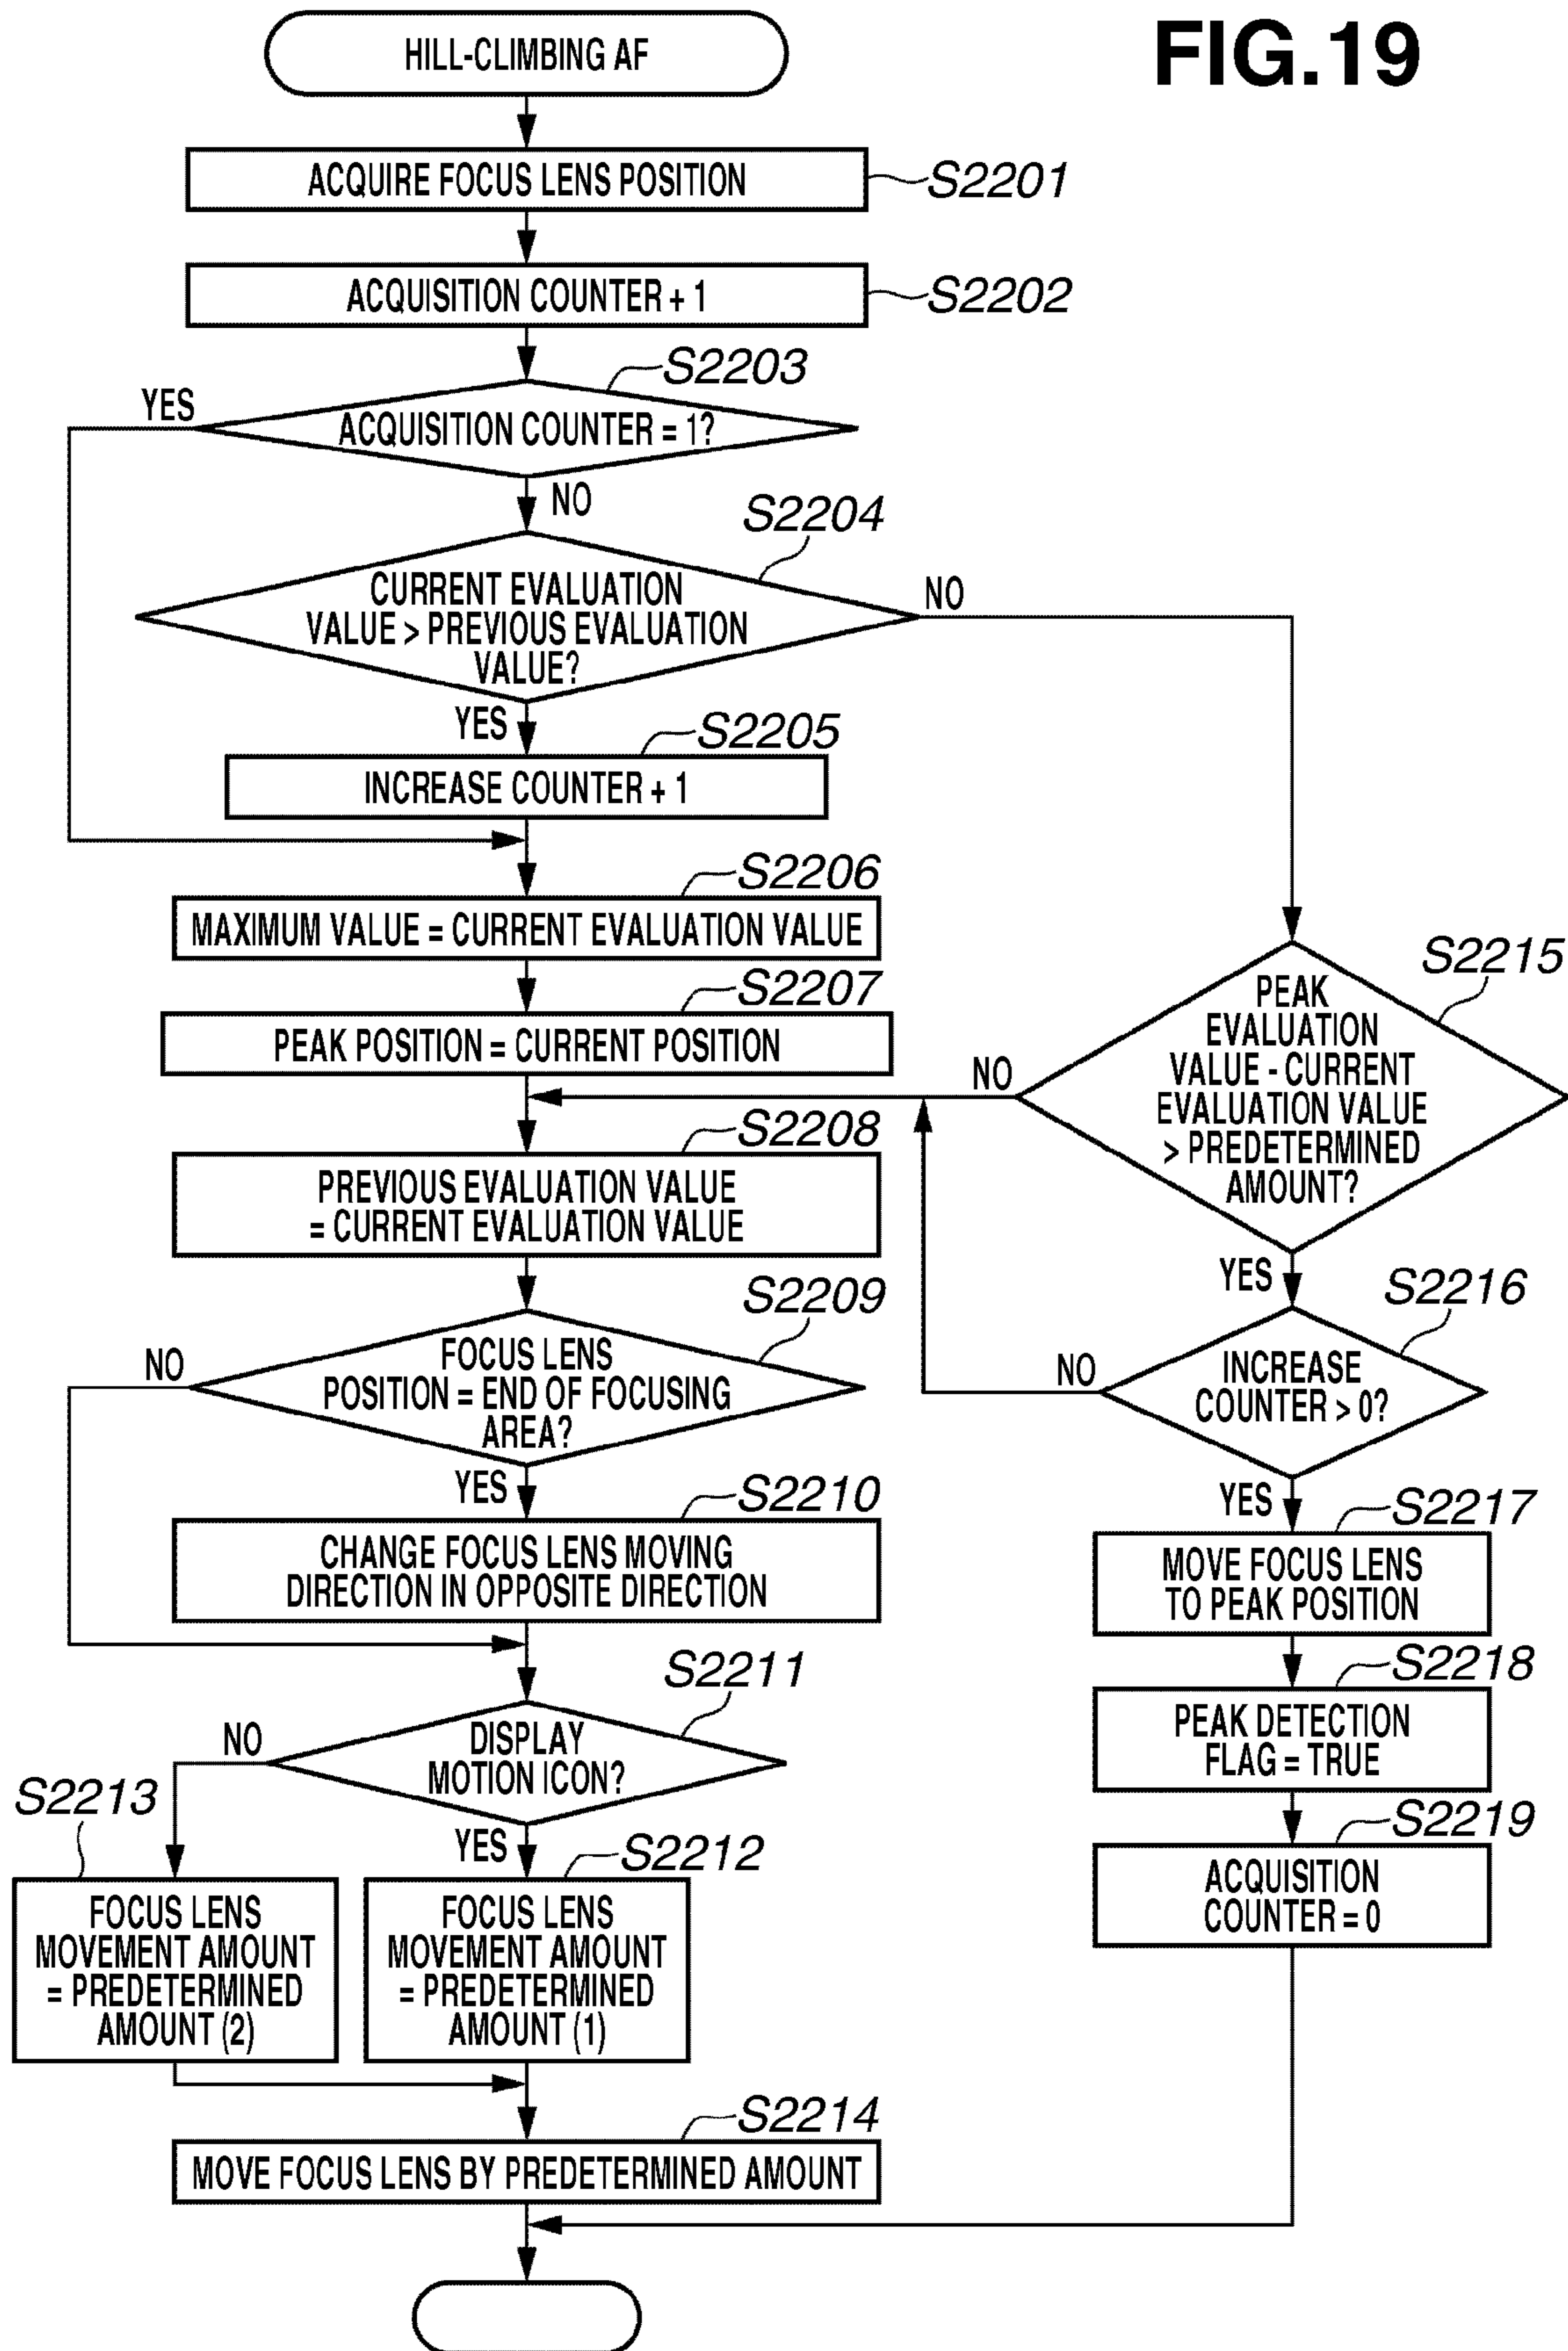 FIG.19
HILL-CLIMBING AF
ACQUIRE FOCUS LENS POSITION
S2201
ACQUISITION COUNTER + 1
S2202
S2203
YES
ACQUISITION COUNTER = 1?
NO
S2204
CURRENT EVALUATION
VALUE > PREVIOUS EVALUATION
VALUE?
NO
YES
S2205
INCREASE COUNTER + 1
S2206
MAXIMUM VALUE = CURRENT EVALUATION VALUE
S2207
PEAK POSITION = CURRENT POSITION
S2208
PREVIOUS EVALUATION VALUE
= CURRENT EVALUATION VALUE
S2209
NO
FOCUS LENS
POSITION = END OF FOCUSING
AREA?
YES
S2210
CHANGE FOCUS LENS MOVING
DIRECTION IN OPPOSITE DIRECTION
S2211
NO
DISPLAY
MOTION ICON?
YES
S2213
FOCUS LENS
MOVEMENT AMOUNT
= PREDETERMINED
AMOUNT (2)
S2212
FOCUS LENS
MOVEMENT AMOUNT
= PREDETERMINED
AMOUNT (1)
S2214
MOVE FOCUS LENS BY PREDETERMINED AMOUNT
S2215
PEAK
EVALUATION
VALUE - CURRENT
EVALUATION VALUE
> PREDETERMINED
AMOUNT?
NO
YES
S2216
NO
INCREASE
COUNTER > 0?
YES
S2217
MOVE FOCUS LENS
TO PEAK POSITION
S2218
PEAK DETECTION
FLAG = TRUE
S2219
ACQUISITION
COUNTER = 0